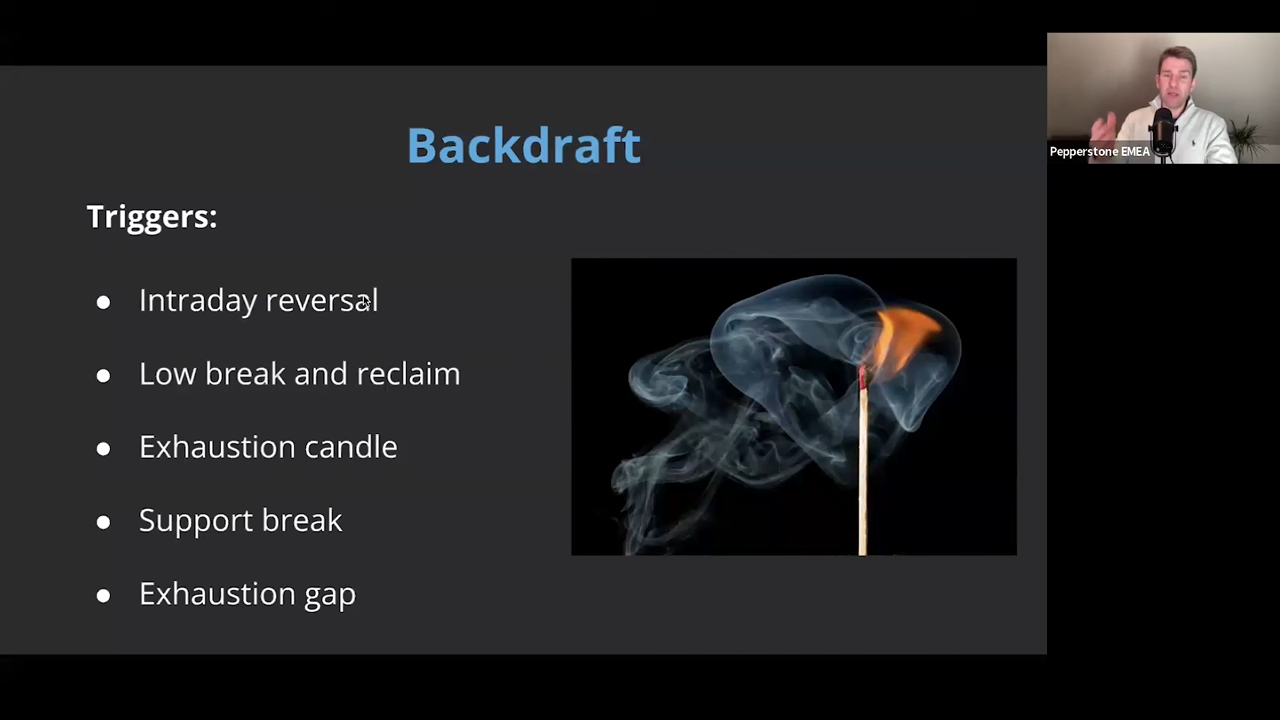 Backdraft
Triggers:
● Intraday reversal
● Low break and reclaim
● Exhaustion candle
● Support break
● Exhaustion gap
Pepperstone EMEA